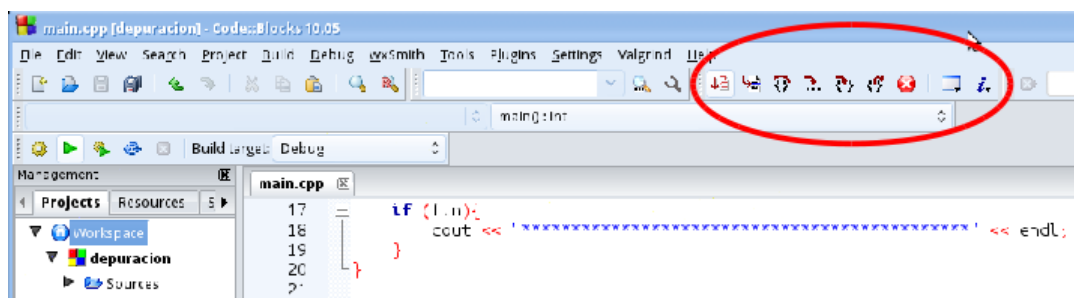 main.cpp [depuracion] - Code::Blocks 10.05
File Edit View Search Project Build Debug wxSmith Tools Plugins Settings Valgrind Help
main() : int
Build target: Debug
Management
Projects Resources S
main.cpp
Workspace
depuracion
Sources
17 if (fin){
18 cout << "*********************************************" << endl;
19 }
20 }
21